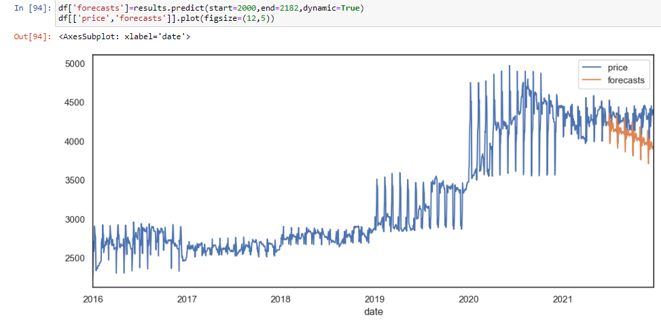 In [94]: df['forecasts']=results.predict(start=2000,end=2182,dynamic=True)
df[['price','forecasts']].plot(figsize=(12,5))
Out[94]: <AxesSubplot: xlabel='date'>
price
forecasts
5000
4500
4000
3500
3000
2500
2016 2017 2018 2019 2020 2021
date